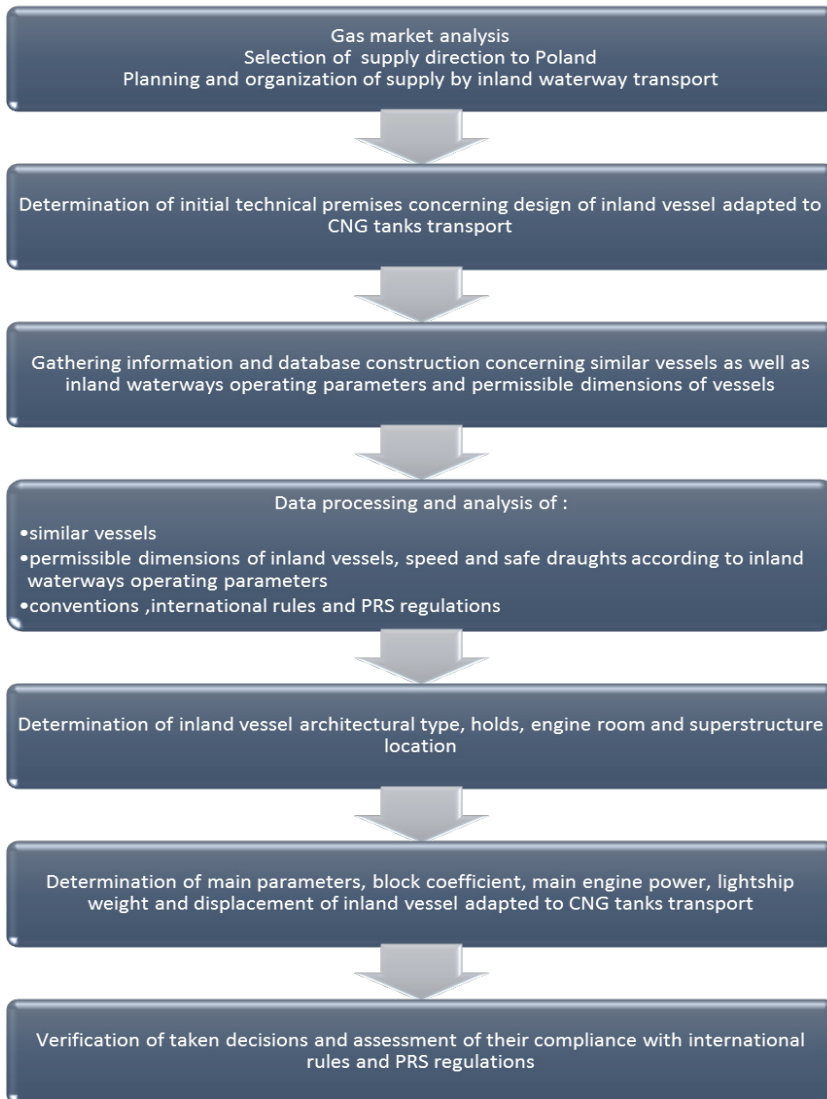 Gas market analysis
Selection of supply direction to Poland
Planning and organization of supply by inland waterway transport
Determination of initial technical premises concerning design of inland vessel adapted to
CNG tanks transport
Gathering information and database construction concerning similar vessels as well as
inland waterways operating parameters and permissible dimensions of vessels
Data processing and analysis of :
•similar vessels
•permissible dimensions of inland vessels, speed and safe draughts according to inland
waterways operating parameters
•conventions ,international rules and PRS regulations
Determination of inland vessel architectural type, holds, engine room and superstructure
location
Determination of main parameters, block coefficient, main engine power, lightship
weight and displacement of inland vessel adapted to CNG tanks transport
Verification of taken decisions and assessment of their compliance with international
rules and PRS regulations